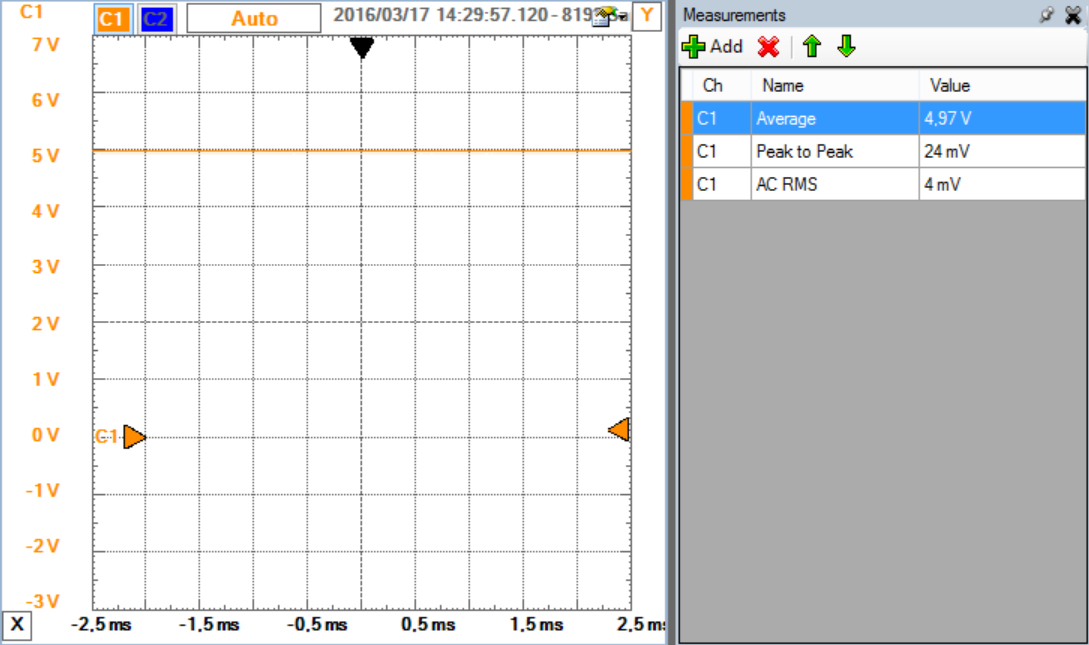 C1
C1 C2 Auto 2016/03/17 14:29:57.120 - 819 Y
7 V
6 V
5 V
4 V
3 V
2 V
1 V
0 V
C1
-1 V
-2 V
-3 V
X -2,5 ms -1,5 ms -0,5 ms 0,5 ms 1,5 ms 2,5 ms
Measurements
Add
Ch Name Value
C1 Average 4,97 V
C1 Peak to Peak 24 mV
C1 AC RMS 4 mV